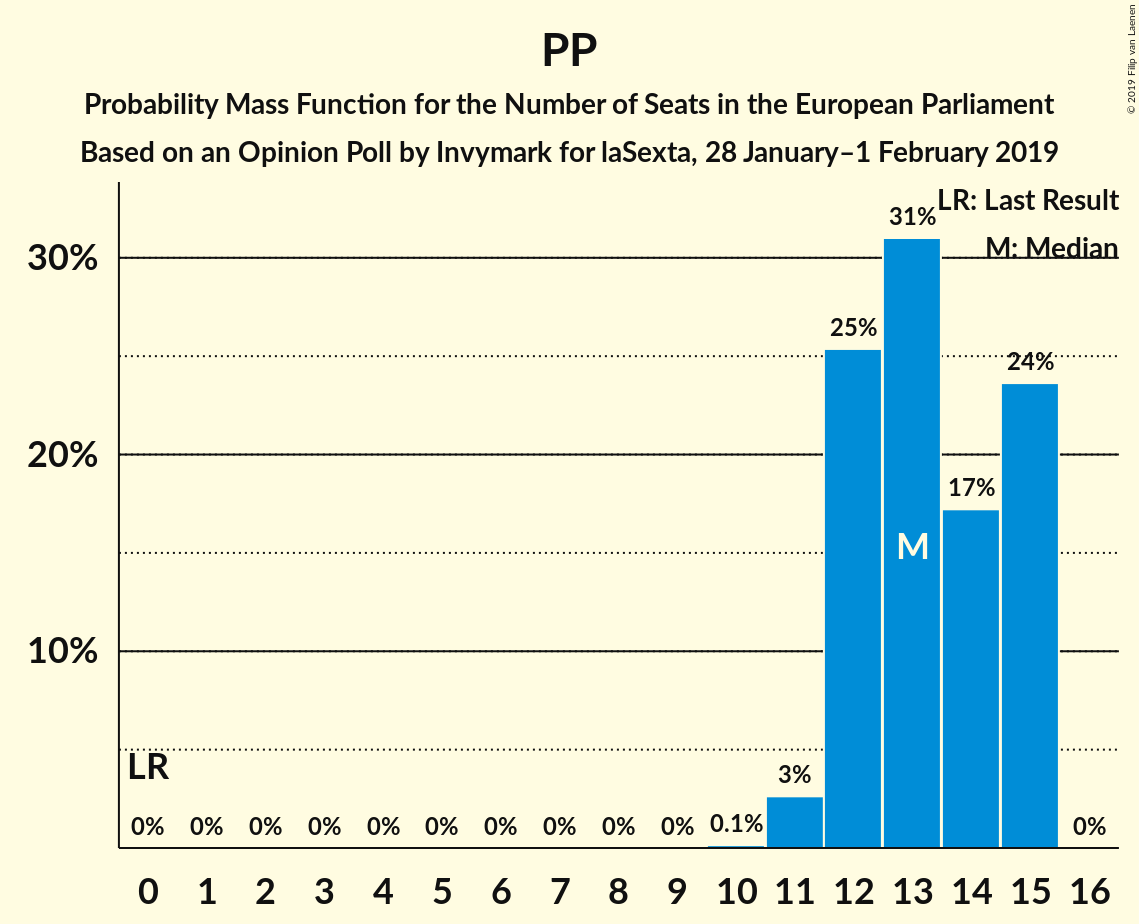 PP
Probability Mass Function for the Number of Seats in the European Parliament
Based on an Opinion Poll by Invymark for laSexta, 28 January–1 February 2019
© 2019 Filip van Laenen
LR: Last Result
M: Median
30%
20%
10%
31%
25%
24%
17%
M
LR
3%
0% 0% 0% 0% 0% 0% 0% 0% 0% 0% 0.1% 0%
0 1 2 3 4 5 6 7 8 9 10 11 12 13 14 15 16